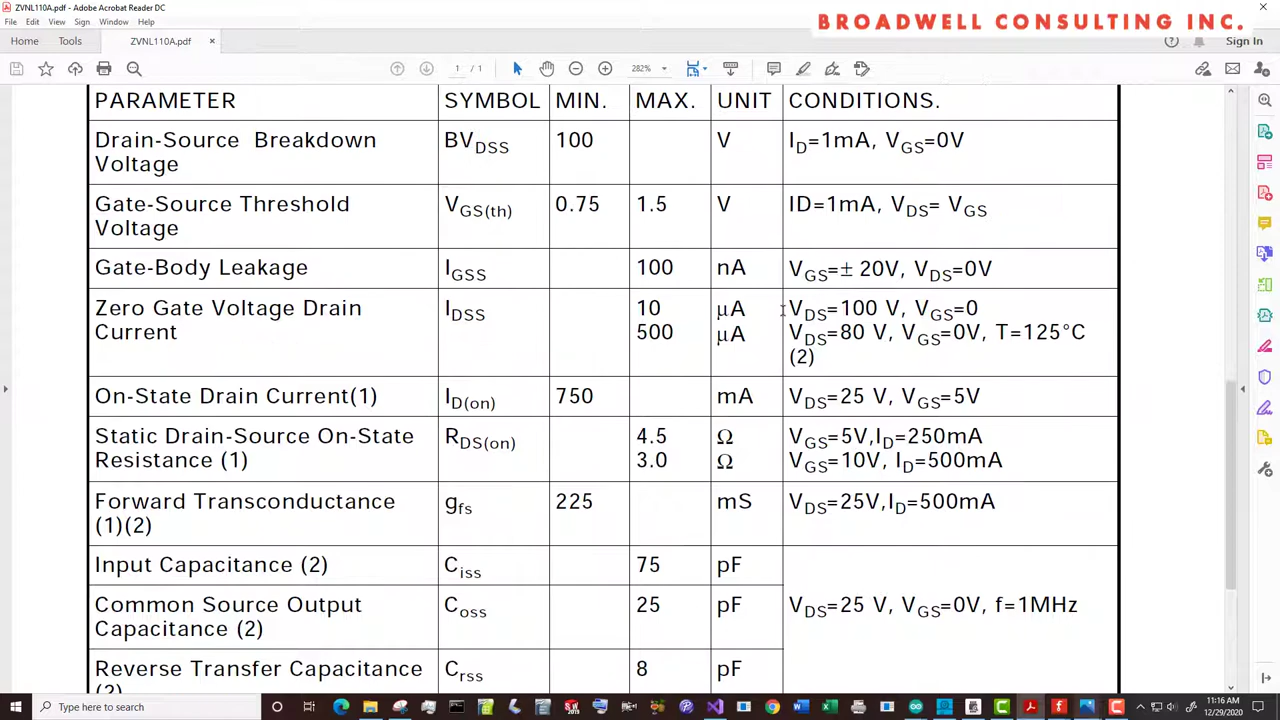 ZVNL110A.pdf - Adobe Acrobat Reader DC
File Edit View Sign Window Help
BROADWELL CONSULTING INC.
Home Tools ZVNL110A.pdf × Sign In
1 / 1 282%
PARAMETER SYMBOL MIN. MAX. UNIT CONDITIONS.
Drain-Source Breakdown Voltage BVDSS 100 V ID=1mA, VGS=0V
Gate-Source Threshold Voltage VGS(th) 0.75 1.5 V ID=1mA, VDS= VGS
Gate-Body Leakage IGSS 100 nA VGS=± 20V, VDS=0V
Zero Gate Voltage Drain Current IDSS 10 μA VDS=100 V, VGS=0
500 μA VDS=80 V, VGS=0V, T=125°C
(2)
On-State Drain Current(1) ID(on) 750 mA VDS=25 V, VGS=5V
Static Drain-Source On-State Resistance (1) RDS(on) 4.5 Ω VGS=5V,ID=250mA
3.0 Ω VGS=10V, ID=500mA
Forward Transconductance (1)(2) gfs 225 mS VDS=25V,ID=500mA
Input Capacitance (2) Ciss 75 pF
Common Source Output Capacitance (2) Coss 25 pF VDS=25 V, VGS=0V, f=1MHz
Reverse Transfer Capacitance (2) Crss 8 pF
Type here to search
11:16 AM
12/29/2020